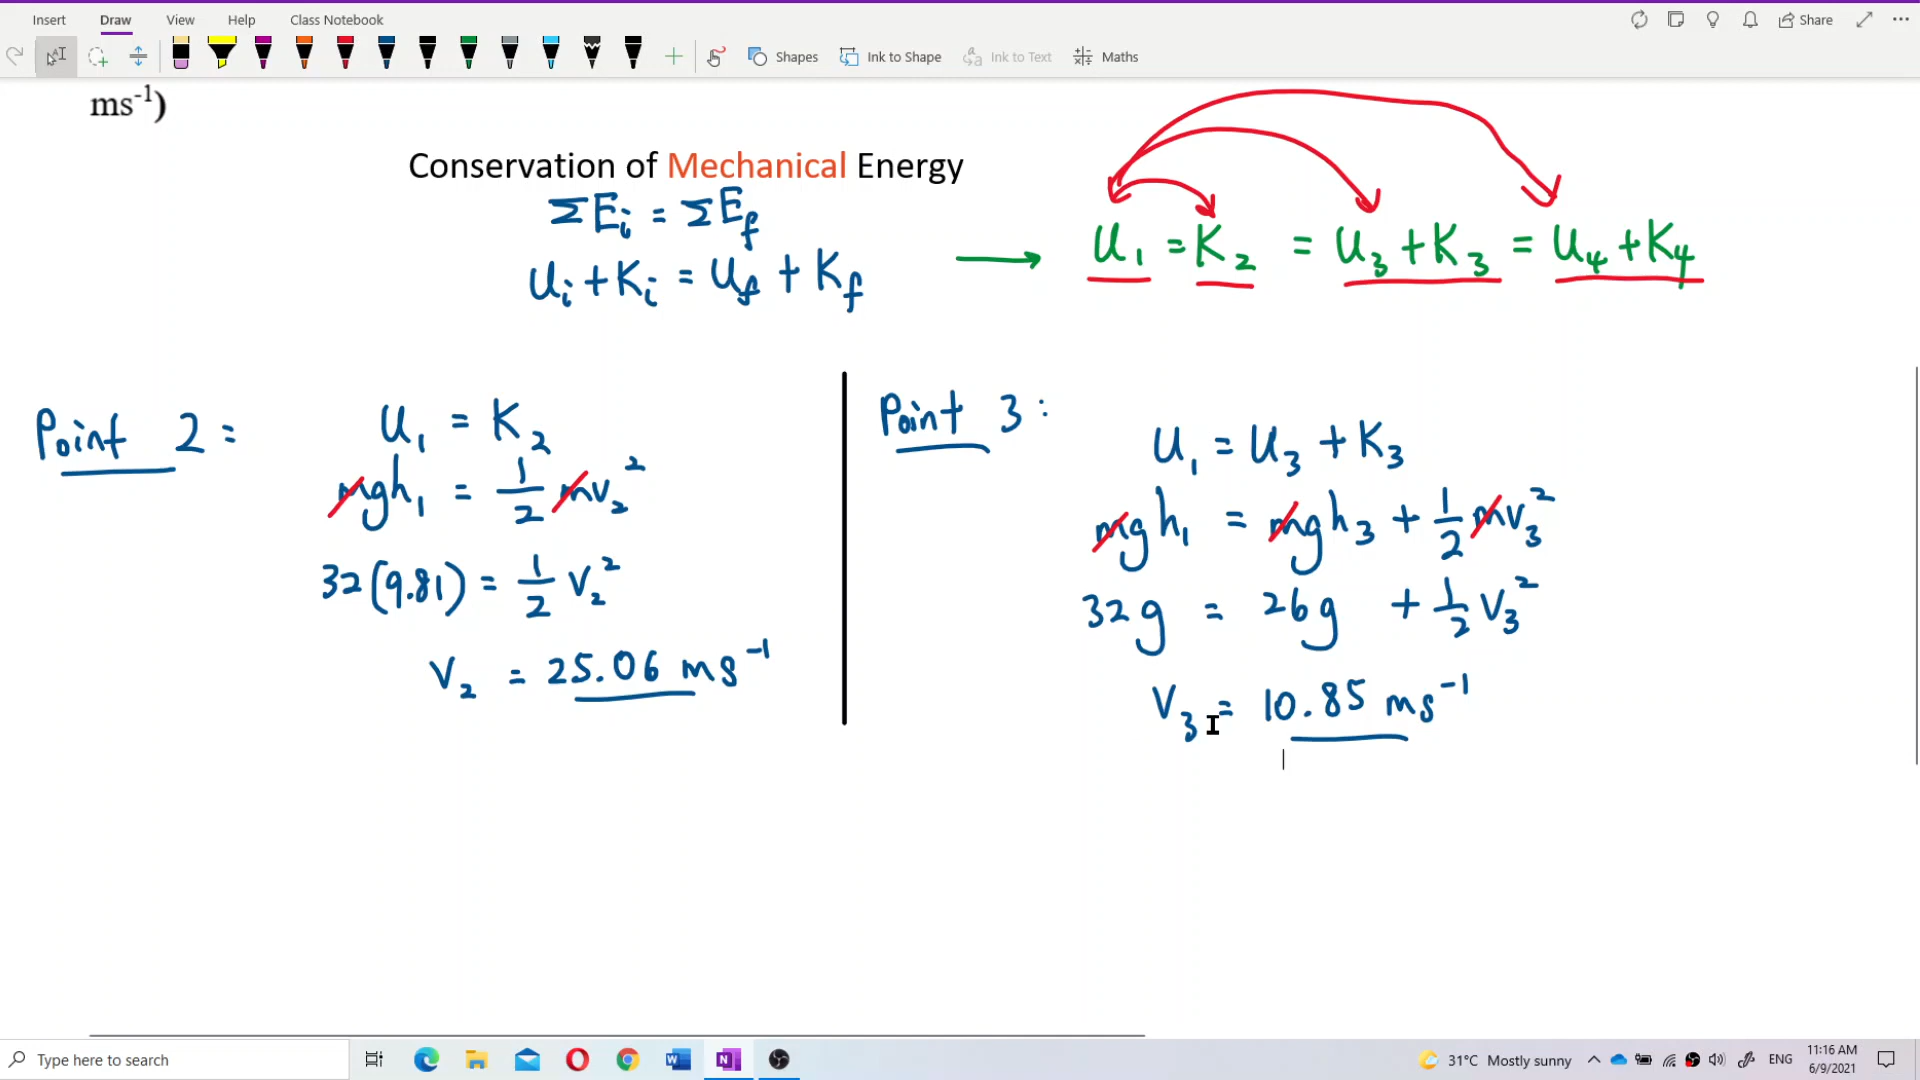 Insert Draw View Help Class Notebook Share
Shapes Ink to Shape Ink to Text Maths
ms⁻¹)
Conservation of Mechanical Energy
ΣEᵢ = ΣE_f
Uᵢ + Kᵢ = U_f + K_f → U₁ = K₂ = U₃ + K₃ = U₄ + K₄
Point 2:
U₁ = K₂
mgh₁ = 1/2 mv₂²
32(9.81) = 1/2 v₂²
v₂ = 25.06 ms⁻¹
Point 3:
U₁ = U₃ + K₃
mgh₁ = mgh₃ + 1/2 mv₃²
32g = 26g + 1/2 v₃²
v₃ = 10.85 ms⁻¹
Type here to search
31°C Mostly sunny ENG
11:16 AM
6/9/2021